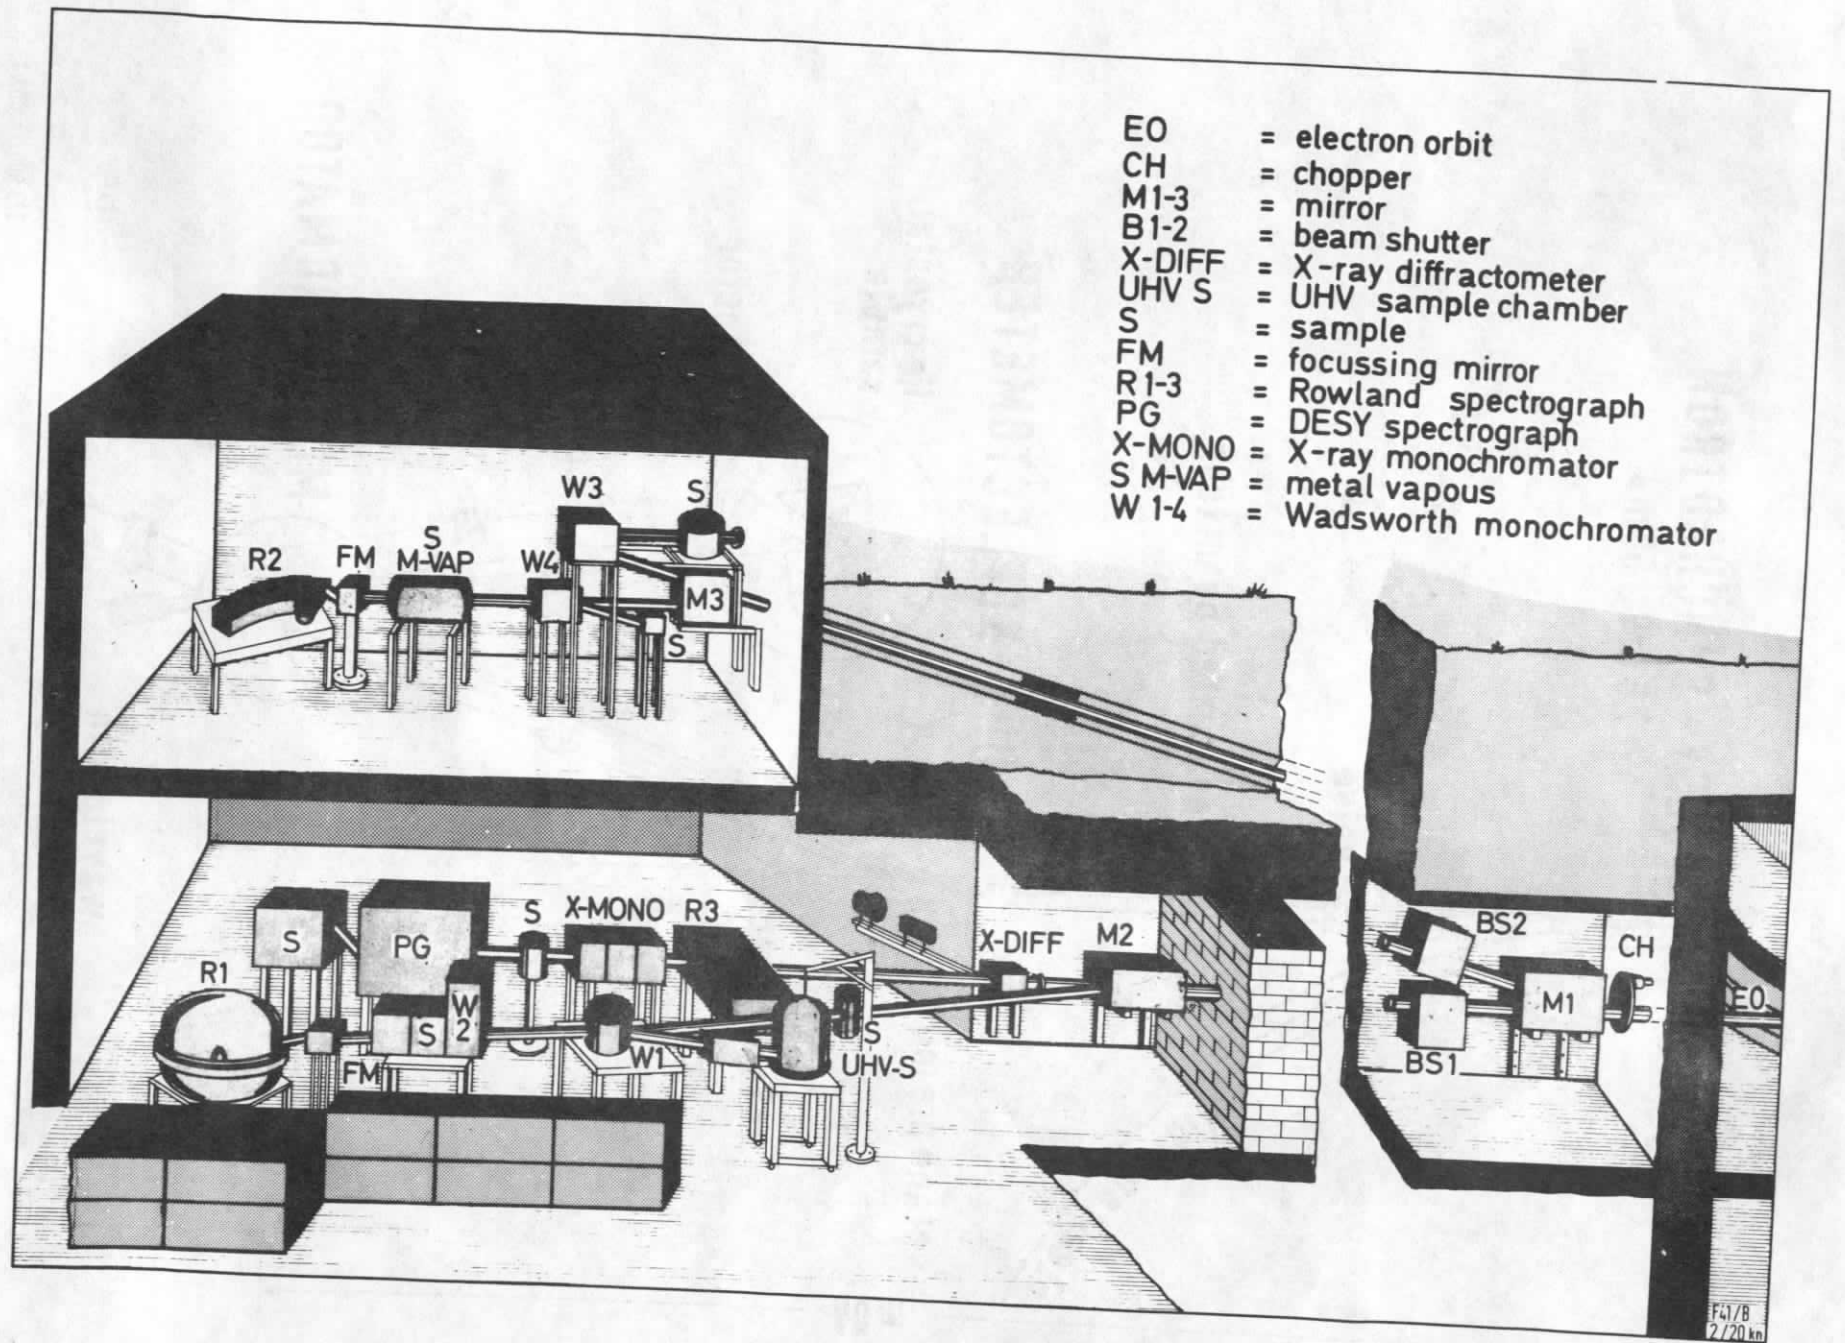 EO = electron orbit
CH = chopper
M1-3 = mirror
B1-2 = beam shutter
X-DIFF = X-ray diffractometer
UHV S = UHV sample chamber
S = sample
FM = focussing mirror
R1-3 = Rowland spectrograph
PG = DESY spectrograph
X-MONO = X-ray monochromator
S M-VAP = metal vapous
W 1-4 = Wadsworth monochromator
W3
S
R2
FM
S
M-VAP
W4
M3
S
S
PG
S
X-MONO
R3
X-DIFF
M2
BS2
CH
R1
S
W
2
M1
EO
FM
W1
S
UHV-S
BS1
F41/B
2/20 kn